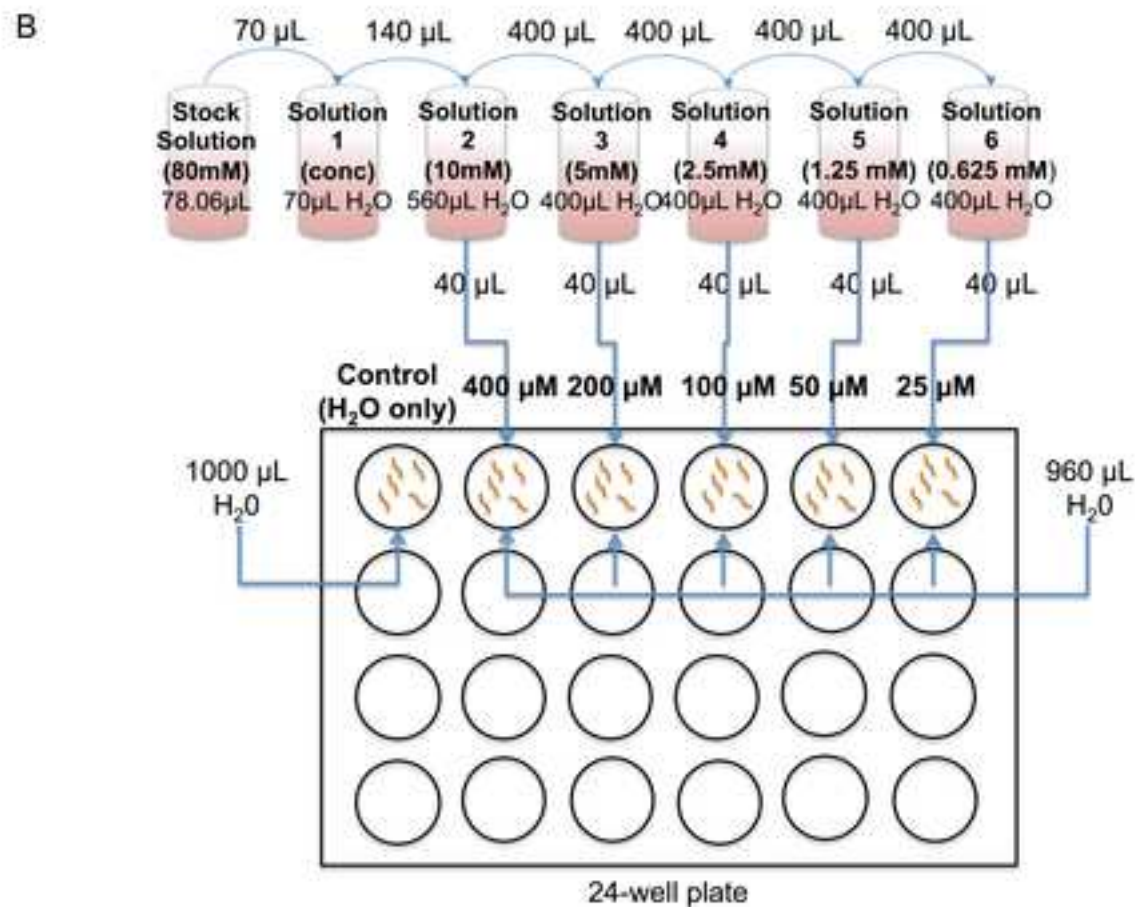 B
70 µL 140 µL 400 µL 400 µL 400 µL 400 µL
Stock Solution (80mM) 78.06µL
Solution 1 (conc) 70µL H₂O
Solution 2 (10mM) 560µL H₂O
Solution 3 (5mM) 400µL H₂O
Solution 4 (2.5mM) 400µL H₂O
Solution 5 (1.25 mM) 400µL H₂O
Solution 6 (0.625 mM) 400µL H₂O
40 µL 40 µL 40 µL 40 µL 40 µL
Control
(H₂O only) 400 µM 200 µM 100 µM 50 µM 25 µM
1000 µL
H₂0
960 µL
H₂0
24-well plate